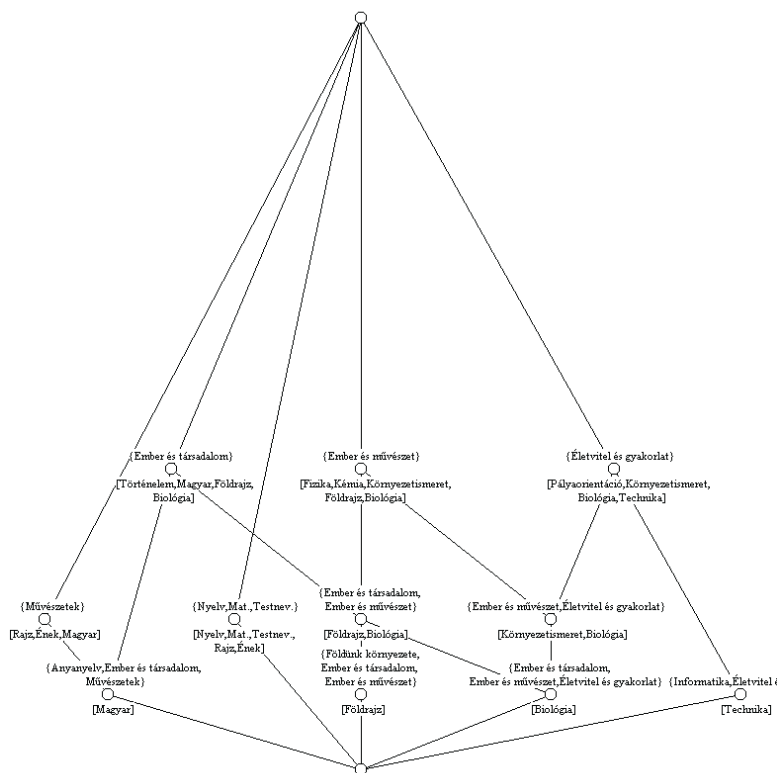 {Ember és társadalom}
{Ember és művészet}
{Életvitel és gyakorlat}
[Történelem,Magyar,Földrajz,
Biológia]
[Fizika,Kémia,Környezetismeret,
Földrajz,Biológia]
[Pályaorientáció,Környezetismeret,
Biológia,Technika]
{Művészetek}
[Rajz,Ének,Magyar]
{Nyelv,Mat.,Testnev.}
[Nyelv,Mat.,Testnev.,
Rajz,Ének]
{Ember és társadalom,
Ember és művészet}
[Földrajz,Biológia]
{Ember és művészet,Életvitel és gyakorlat}
[Környezetismeret,Biológia]
{Anyanyelv,Ember és társadalom,
Művészetek}
[Magyar]
{Földünk környezete,
Ember és társadalom,
Ember és művészet}
[Földrajz]
{Ember és társadalom,
Ember és művészet,Életvitel és gyakorlat}
[Biológia]
{Informatika,Életvitel é
[Technika]